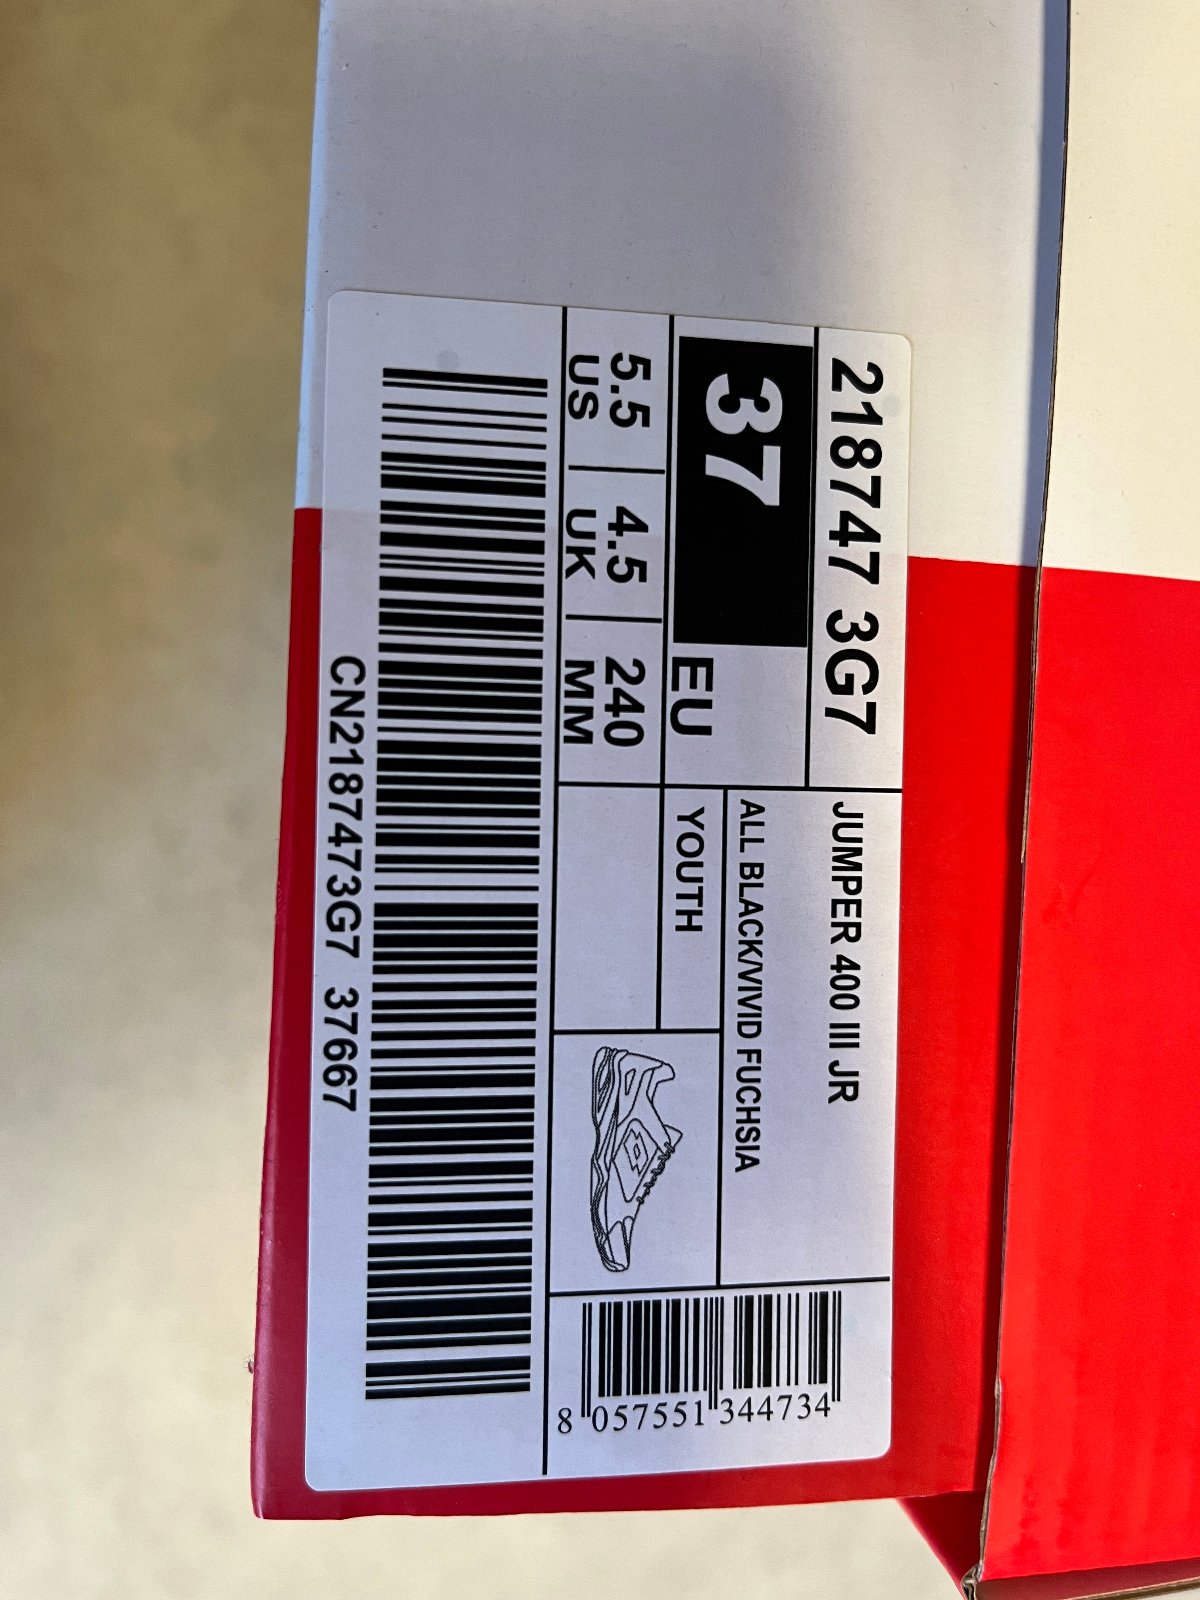 218747 3G7
JUMPER 400 III JR
37 EU
ALL BLACK/VIVID FUCHSIA
YOUTH
5.5 4.5 240
US UK MM
CN2187473G7 37667
8 057551 344734